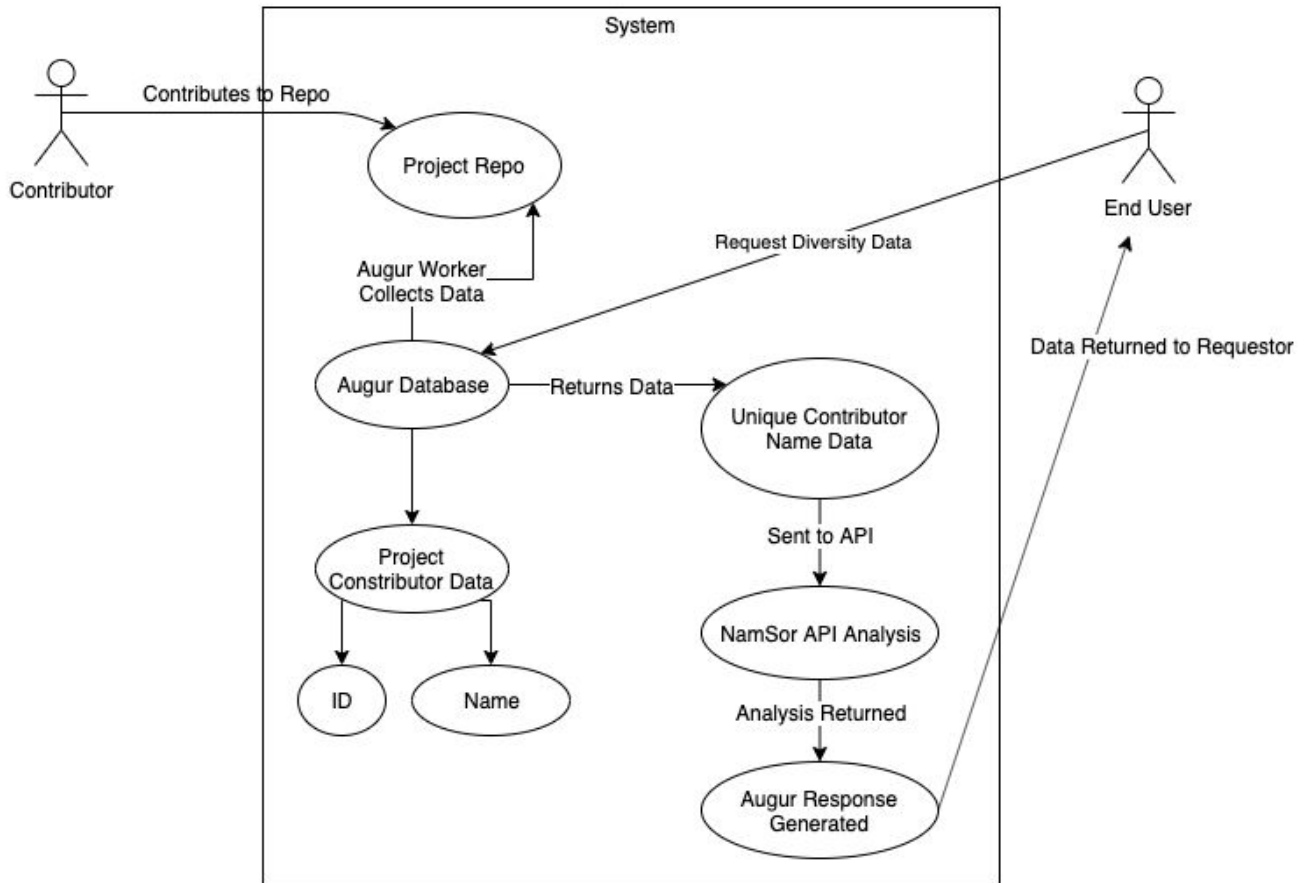 System
Contributes to Repo
Contributor
Project Repo
End User
Request Diversity Data
Augur Worker
Collects Data
Data Returned to Requestor
Augur Database
Returns Data
Unique Contributor
Name Data
Sent to API
Project
Constributor Data
NamSor API Analysis
ID
Name
Analysis Returned
Augur Response
Generated